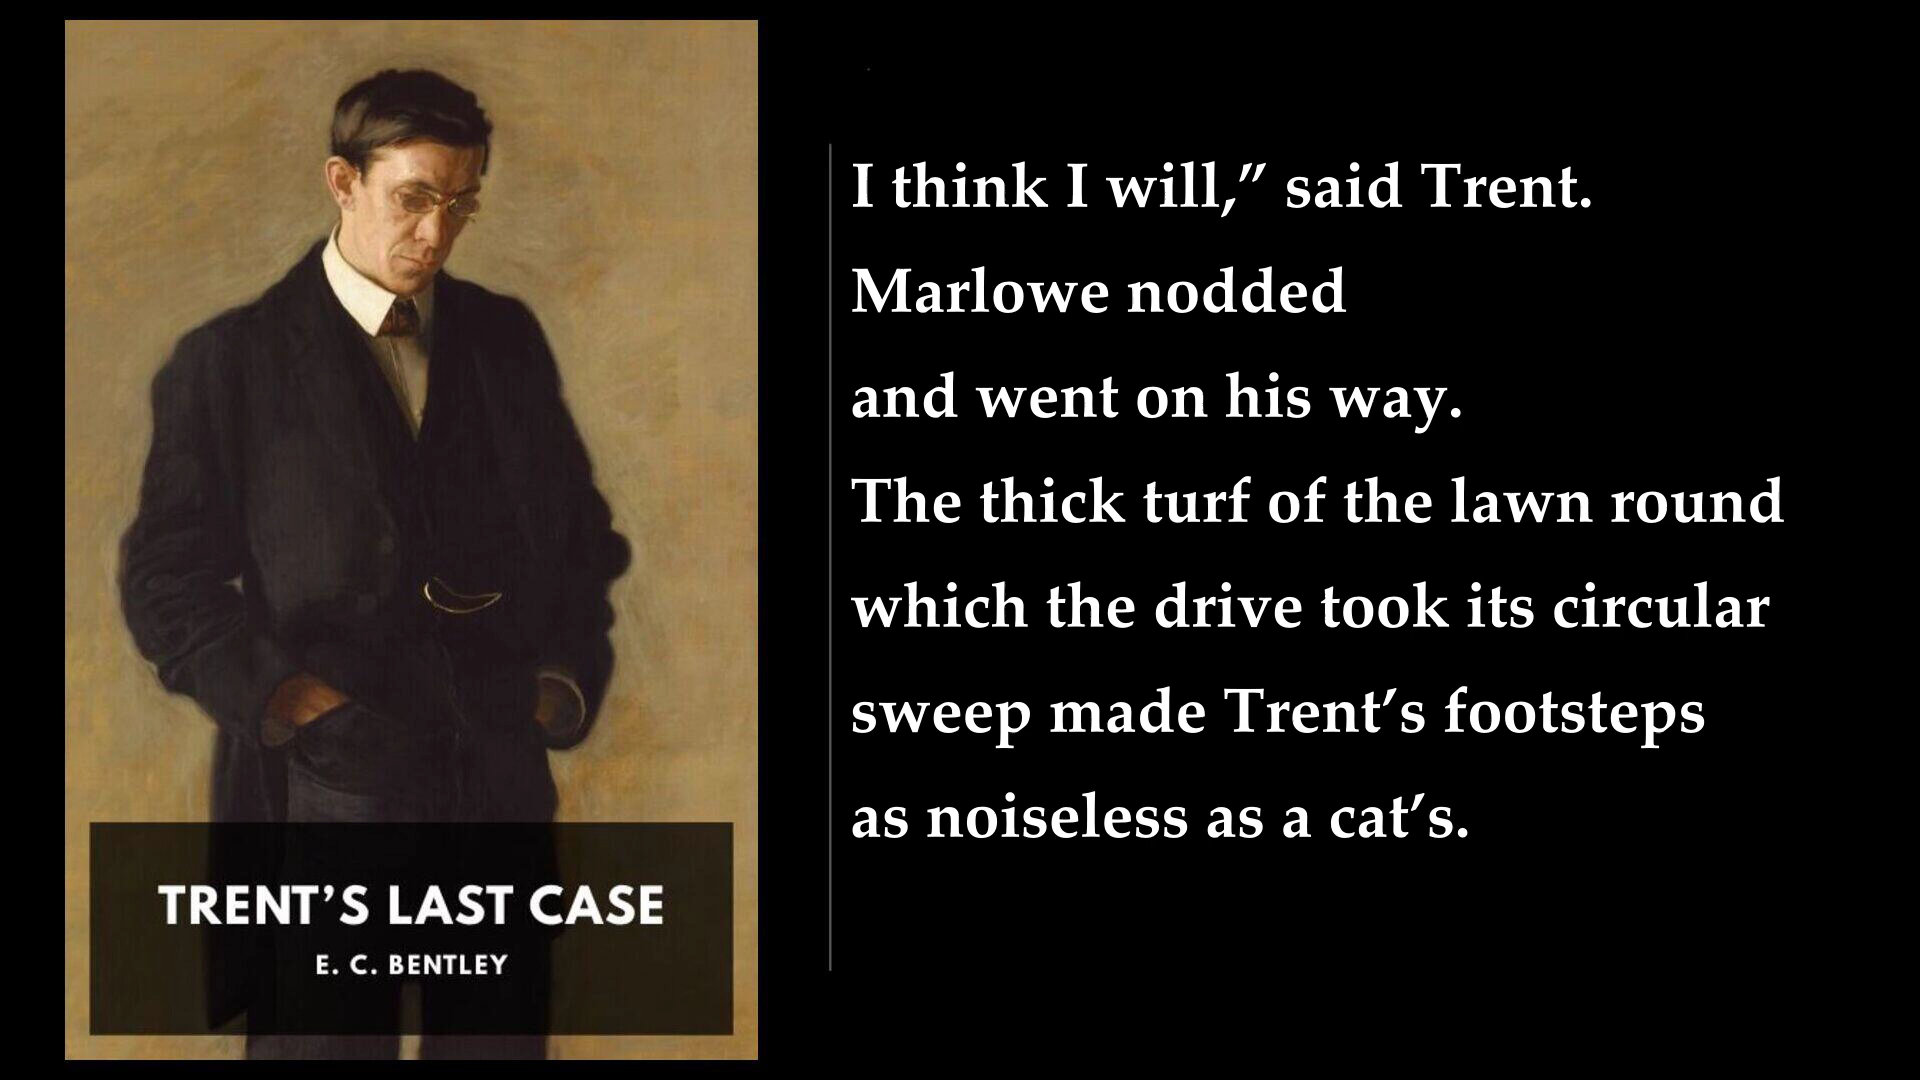 I think I will,” said Trent.
Marlowe nodded
and went on his way.
The thick turf of the lawn round
which the drive took its circular
sweep made Trent’s footsteps
as noiseless as a cat’s.
TRENT’S LAST CASE
E. C. BENTLEY